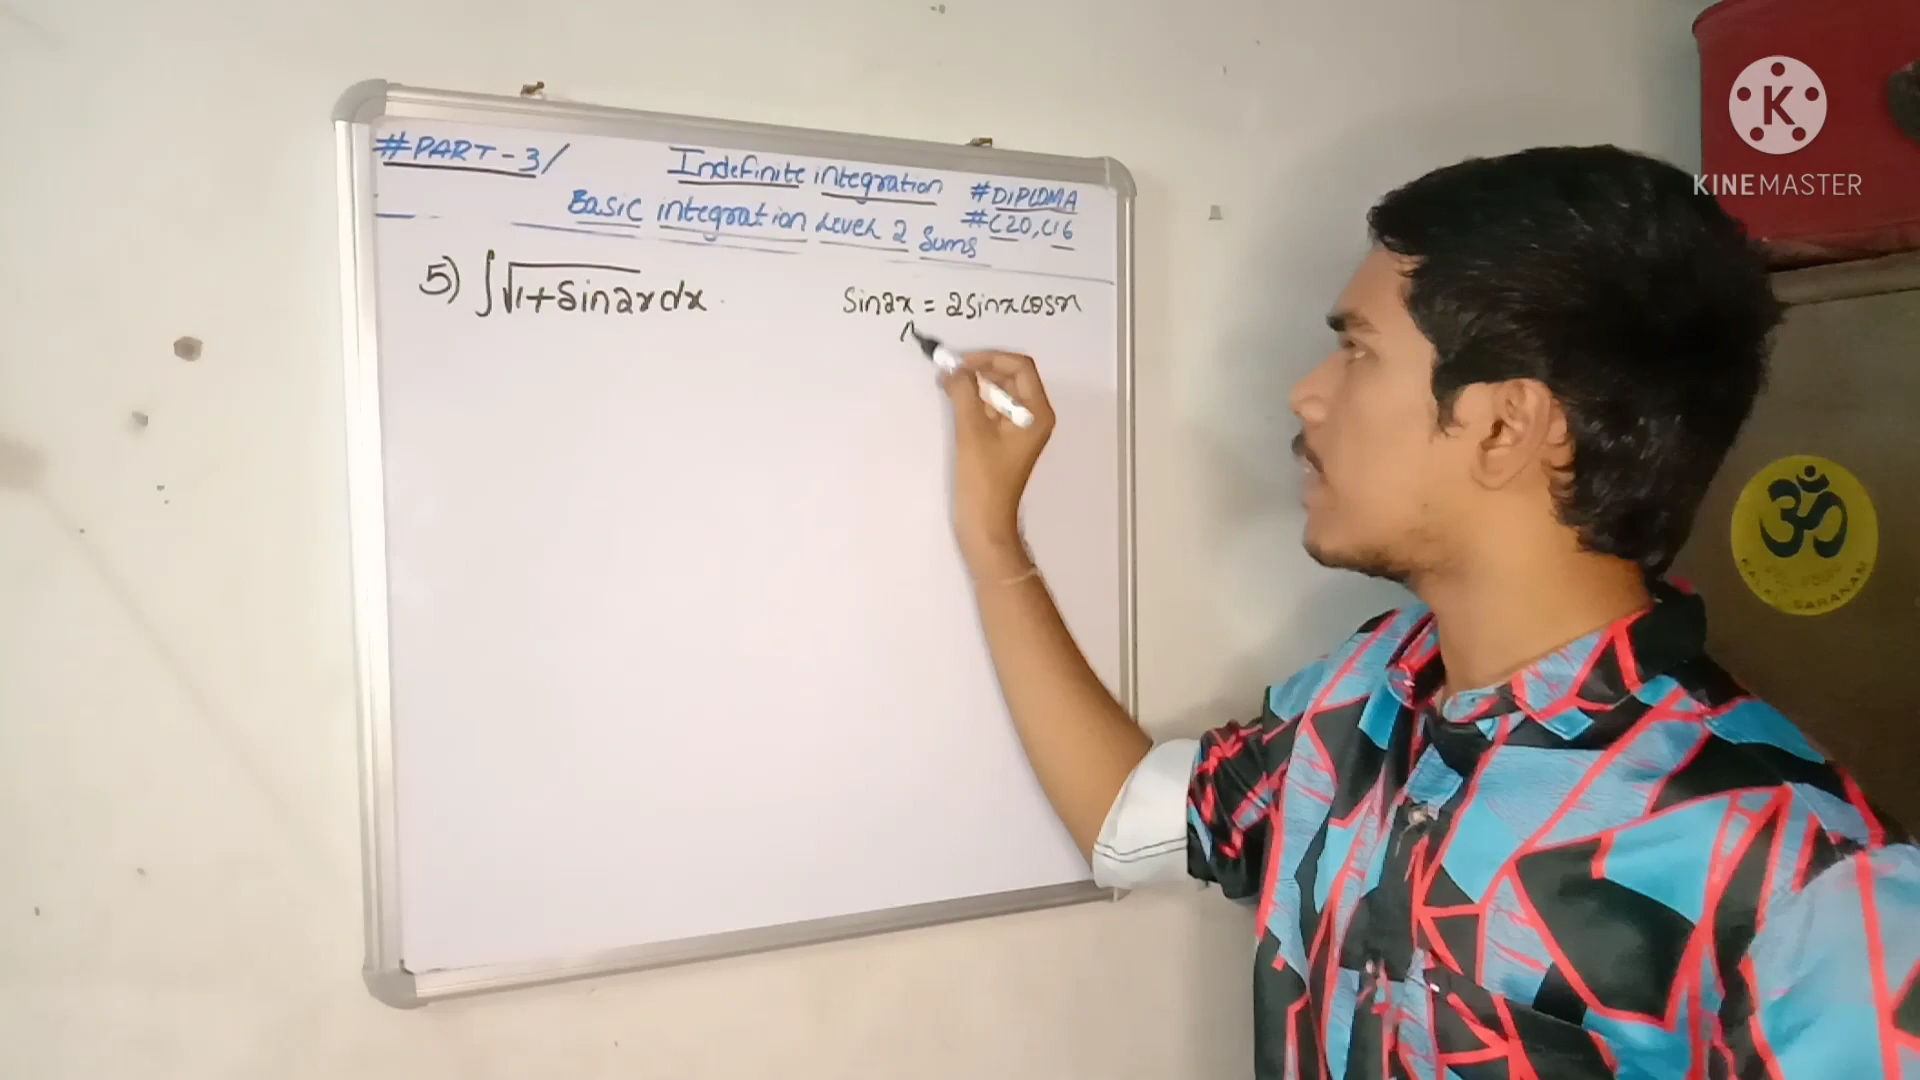 #PART-3/
Indefinite integration
#DIPLOMA
Basic integration Level 2 Sums
#C20, C16
5) ∫√1+Sin2x dx
Sin2x = 2sinx cosx
K
KINEMASTER
ॐ
SARANAM